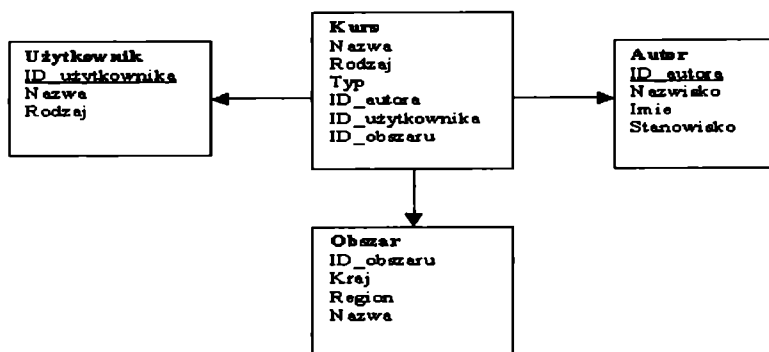 Kurs
Nazwa
Rodzaj
Typ
ID_autora
ID_użytkownika
ID_obszaru
Użytkownik
ID_użytkownika
Nazwa
Rodzaj
Autor
ID_autora
Nazwisko
Imie
Stanowisko
Obszar
ID_obszaru
Kraj
Region
Nazwa